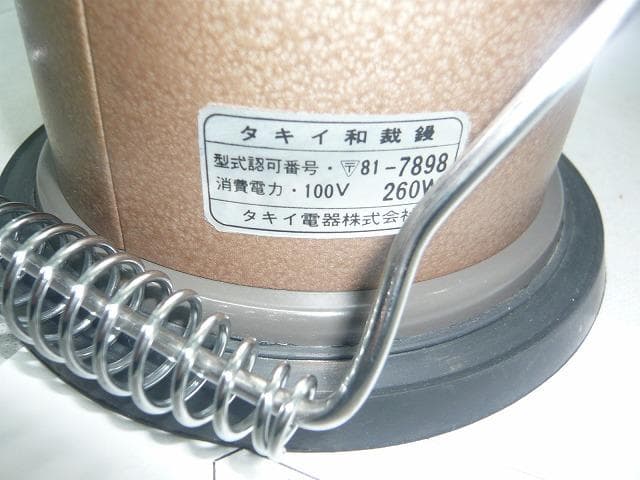 タキイ和裁鏝
型式認可番号・〒81-7898
消費電力・100V 260W
タキイ電器株式会